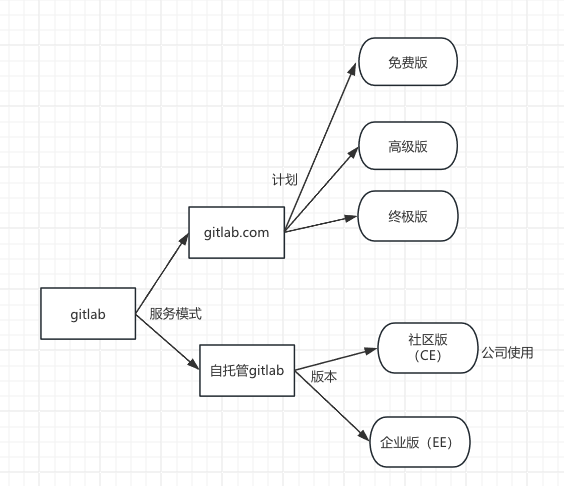 免费版
高级版
计划
终极版
gitlab.com
gitlab
服务模式
社区版
（CE）
公司使用
自托管gitlab
版本
企业版（EE）